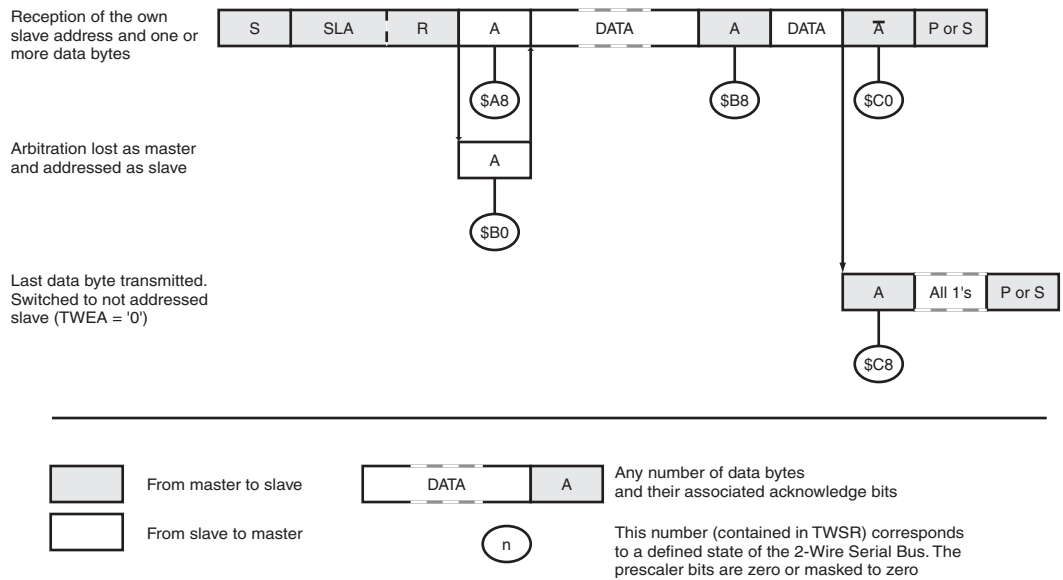 Reception of the own
slave address and one or
more data bytes
S SLA R A DATA A DATA A̅ P or S
$A8 $B8 $C0
Arbitration lost as master
and addressed as slave
A
$B0
Last data byte transmitted.
Switched to not addressed
slave (TWEA = '0')
A All 1's P or S
$C8
From master to slave
DATA A
Any number of data bytes
and their associated acknowledge bits
From slave to master
n
This number (contained in TWSR) corresponds
to a defined state of the 2-Wire Serial Bus. The
prescaler bits are zero or masked to zero